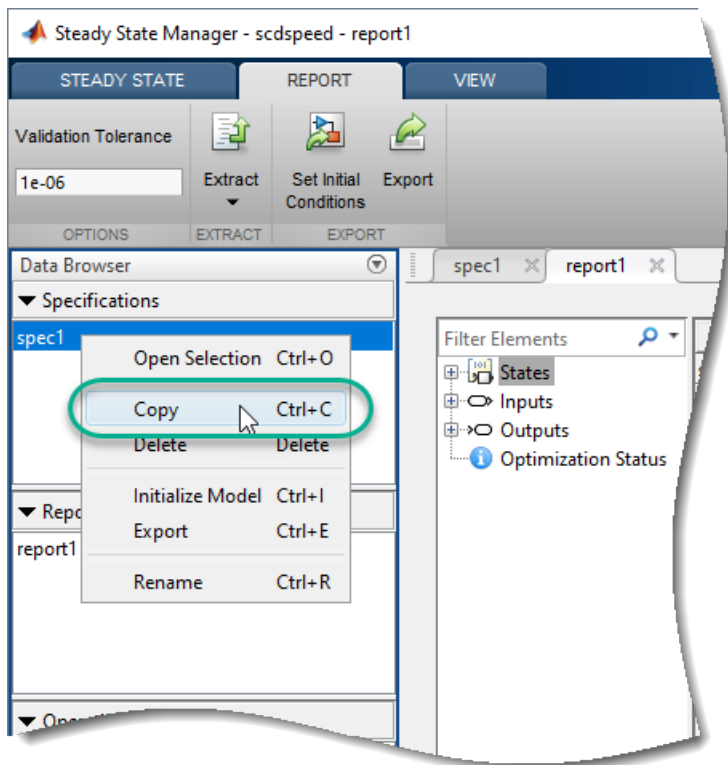 Steady State Manager - scdspeed - report1
STEADY STATE
REPORT
VIEW
Validation Tolerance
1e-06
Extract
Set Initial
Conditions
Export
OPTIONS
EXTRACT
EXPORT
Data Browser
Specifications
spec1
Open Selection Ctrl+O
Copy Ctrl+C
Delete Delete
Initialize Model Ctrl+I
Export Ctrl+E
Rename Ctrl+R
Repo
report1
spec1
report1
Filter Elements
States
Inputs
Outputs
Optimization Status